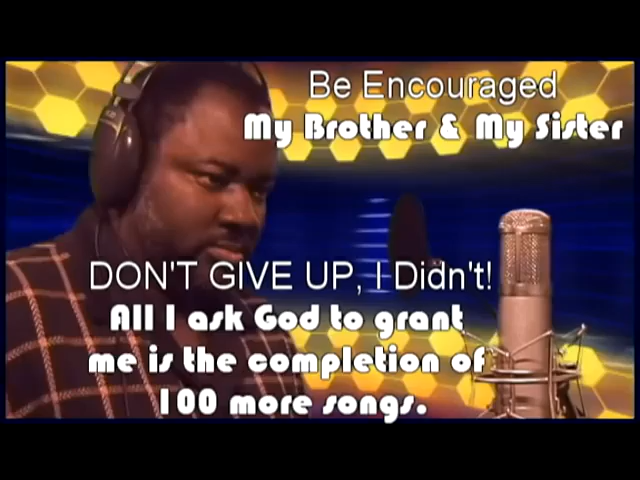 Be Encouraged
My Brother & My Sister
DON'T GIVE UP, I Didn't!
All I ask God to grant
me is the completion of
100 more songs.